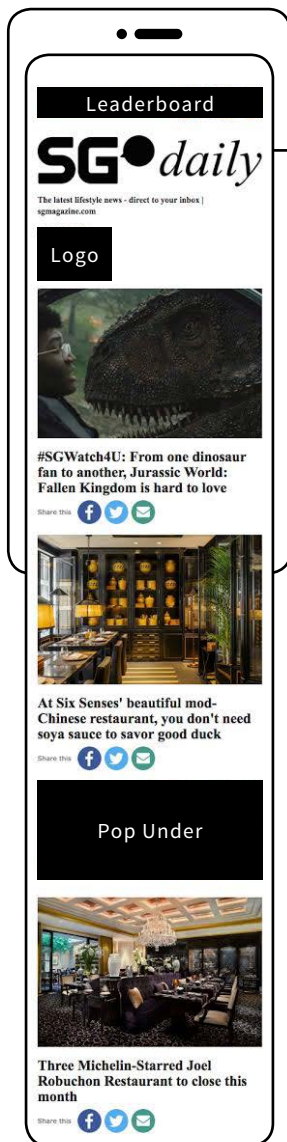 Leaderboard
SG daily
The latest lifestyle news - direct to your inbox |
sgmagazine.com
Logo
#SGWatch4U: From one dinosaur
fan to another, Jurassic World:
Fallen Kingdom is hard to love
Share this
At Six Senses' beautiful mod-
Chinese restaurant, you don't need
soya sauce to savor good duck
Share this
Pop Under
Three Michelin-Starred Joel
Robuchon Restaurant to close this
month
Share this